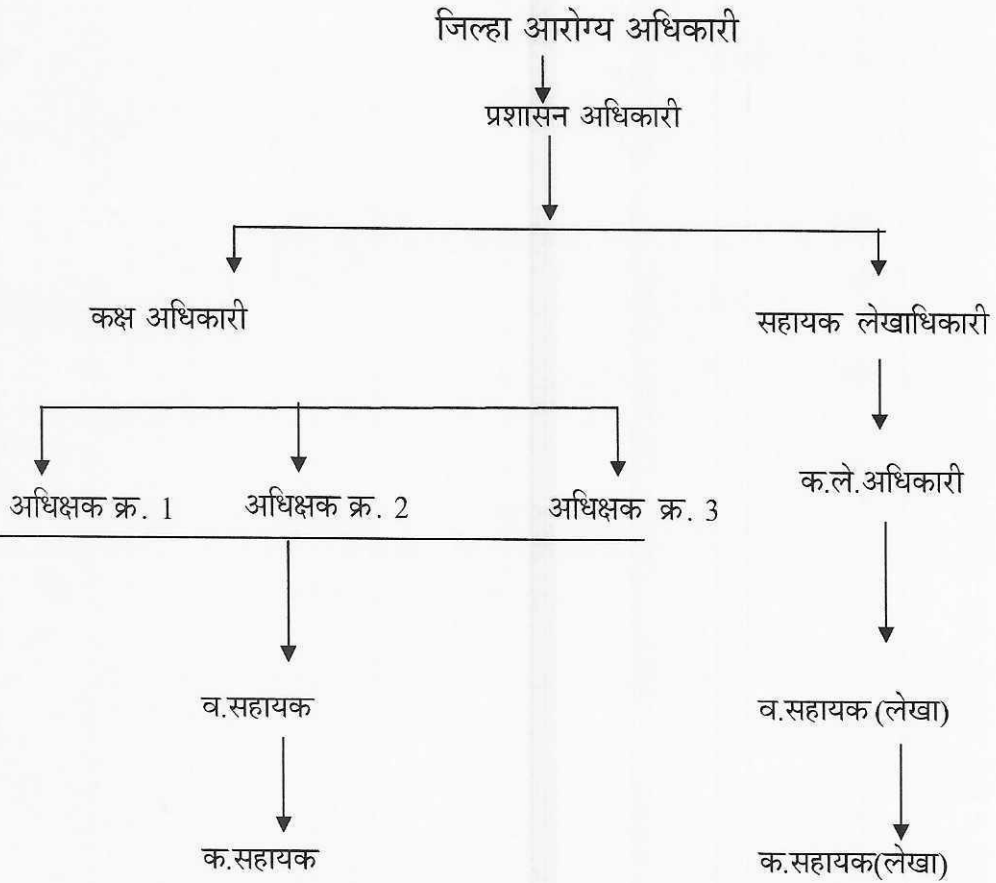 जिल्हा आरोग्य अधिकारी
प्रशासन अधिकारी
कक्ष अधिकारी
सहायक लेखाधिकारी
क.ले.अधिकारी
अधिक्षक क्र. 1
अधिक्षक क्र. 2
अधिक्षक क्र. 3
व.सहायक
व.सहायक (लेखा)
क.सहायक
क.सहायक(लेखा)